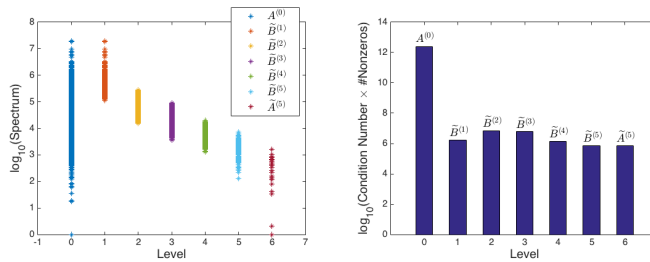 8
7
6
5
4
3
2
1
0
-1 0 1 2 3 4 5 6 7
log10(Spectrum)
Level
A^(0)
B̃^(1)
B̃^(2)
B̃^(3)
B̃^(4)
B̃^(5)
Ã^(5)
14
12
10
8
6
4
2
0
0 1 2 3 4 5 6
log10(Condition Number × #Nonzeros)
Level
A^(0)
B̃^(1)
B̃^(2)
B̃^(3)
B̃^(4)
B̃^(5)
Ã^(5)